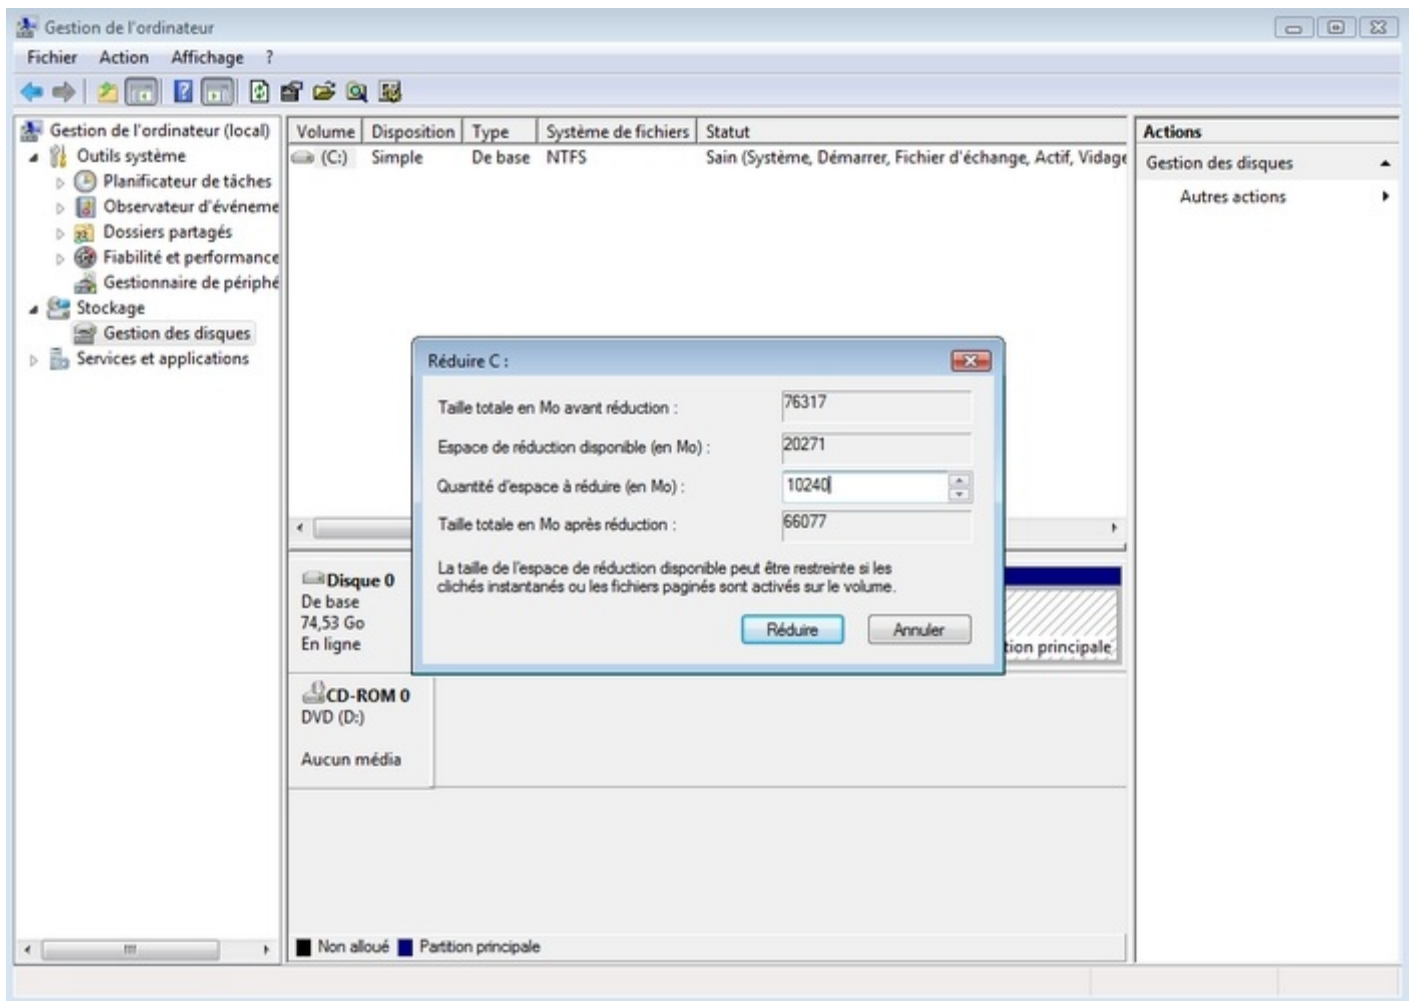 Gestion de l'ordinateur
Fichier Action Affichage ?
Gestion de l'ordinateur (local)
Outils système
Planificateur de tâches
Observateur d'événeme
Dossiers partagés
Fiabilité et performance
Gestionnaire de périphé
Stockage
Gestion des disques
Services et applications
Volume Disposition Type Système de fichiers Statut
(C:) Simple De base NTFS Sain (Système, Démarrer, Fichier d'échange, Actif, Vidage
Actions
Gestion des disques
Autres actions
Réduire C :
Taille totale en Mo avant réduction : 76317
Espace de réduction disponible (en Mo) : 20271
Quantité d'espace à réduire (en Mo) : 10240
Taille totale en Mo après réduction : 66077
La taille de l'espace de réduction disponible peut être restreinte si les
clichés instantanés ou les fichiers paginés sont activés sur le volume.
Réduire Annuler
Disque 0
De base
74,53 Go
En ligne
tion principale
CD-ROM 0
DVD (D:)
Aucun média
Non alloué Partition principale